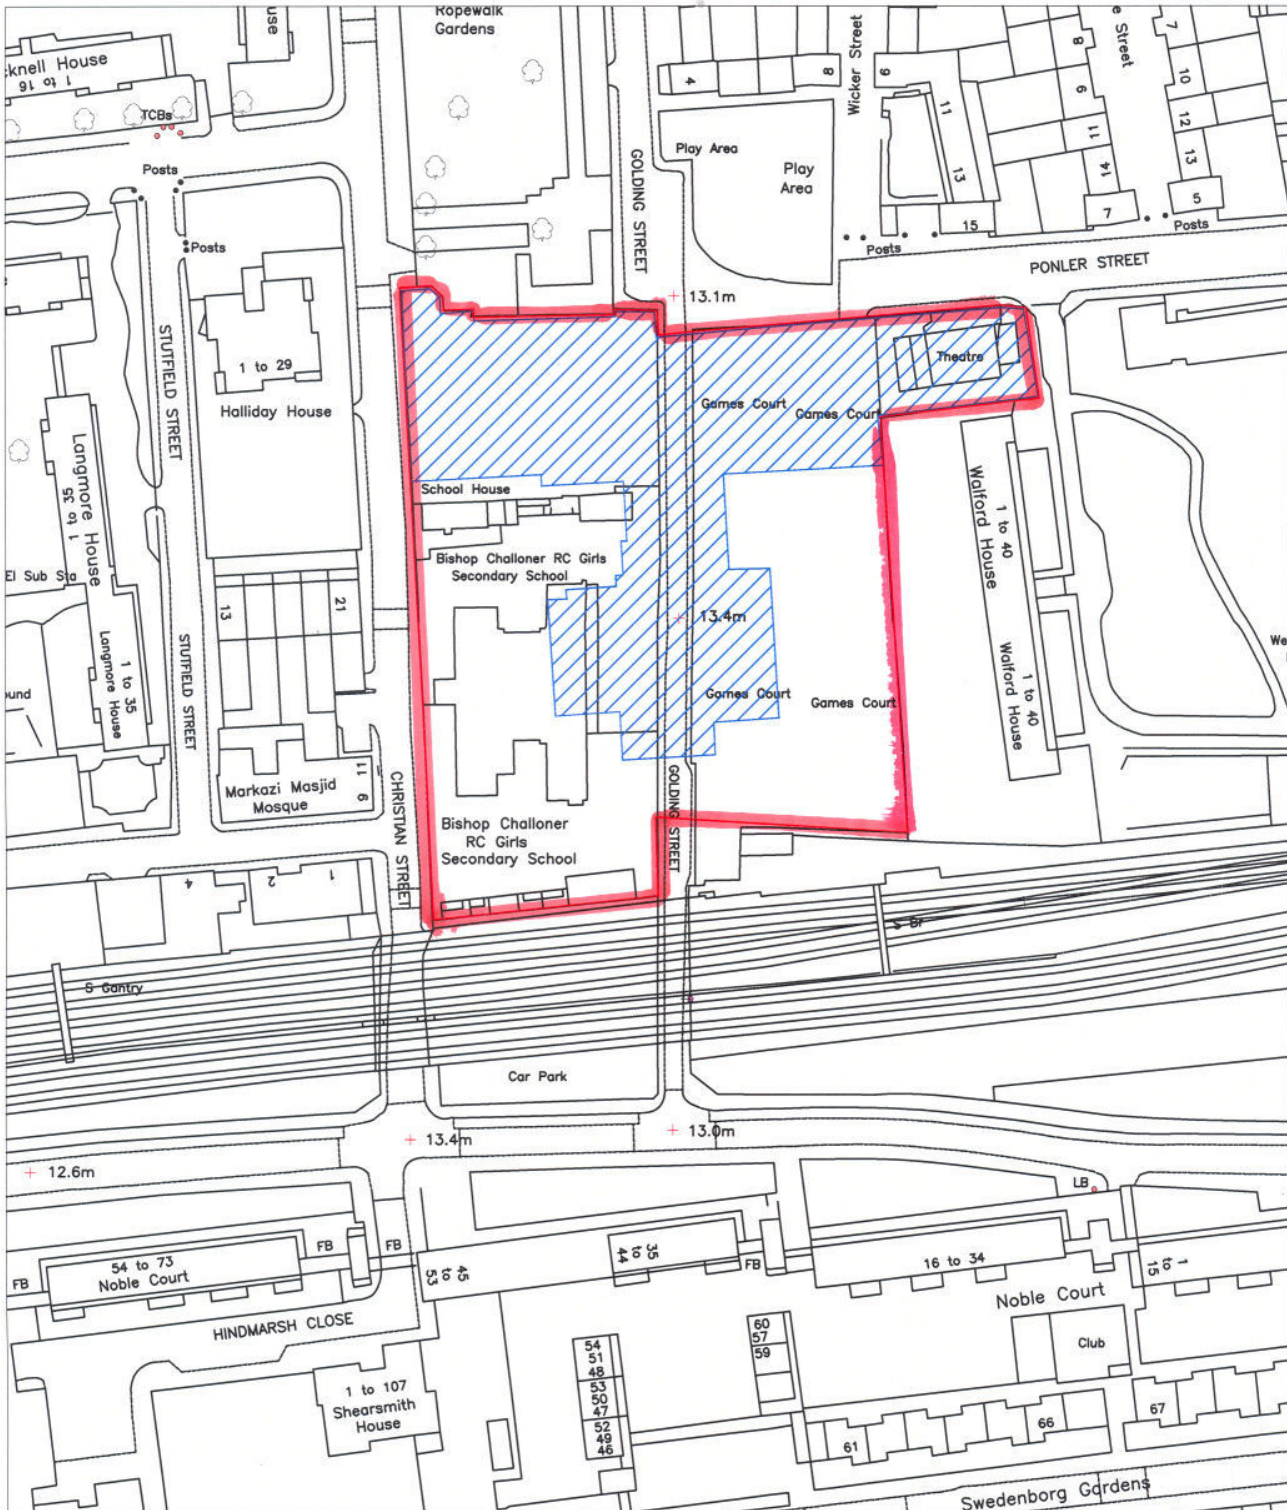 Ropewalk
Gardens
use
cknell House
1 to 16
TCBs
Posts
Posts
GOLDING STREET
4
8
Wicker Street
6
11
13
15
Play Area
Play
Area
e Street
8
9
11
14
7
7
10
12
13
5
Posts
Posts
PONLER STREET
13.1m
STUTFIELD STREET
1 to 29
Halliday House
Theatre
Games Court
Games Court
Langmore House
1 to 35
School House
Walford House
1 to 40
Bishop Challoner RC Girls
Secondary School
El Sub Sta
13
21
13.4m
STUTFIELD STREET
1 to 35
Langmore House
ound
Games Court
Games Court
Walford House
1 to 40
We
Markazi Masjid
Mosque
11
9
CHRISTIAN STREET
GOLDING STREET
Bishop Challoner
RC Girls
Secondary School
4
2
1
S Br
S Gantry
Car Park
13.4m
13.0m
12.6m
LB
54 to 73
Noble Court
FB
FB
FB
45
to
53
35
to
44
FB
16 to 34
1
to
15
Noble Court
HINDMARSH CLOSE
Club
60
57
59
54
51
48
53
50
47
52
49
46
1 to 107
Shearsmith
House
61
66
67
Swedenborg Gardens